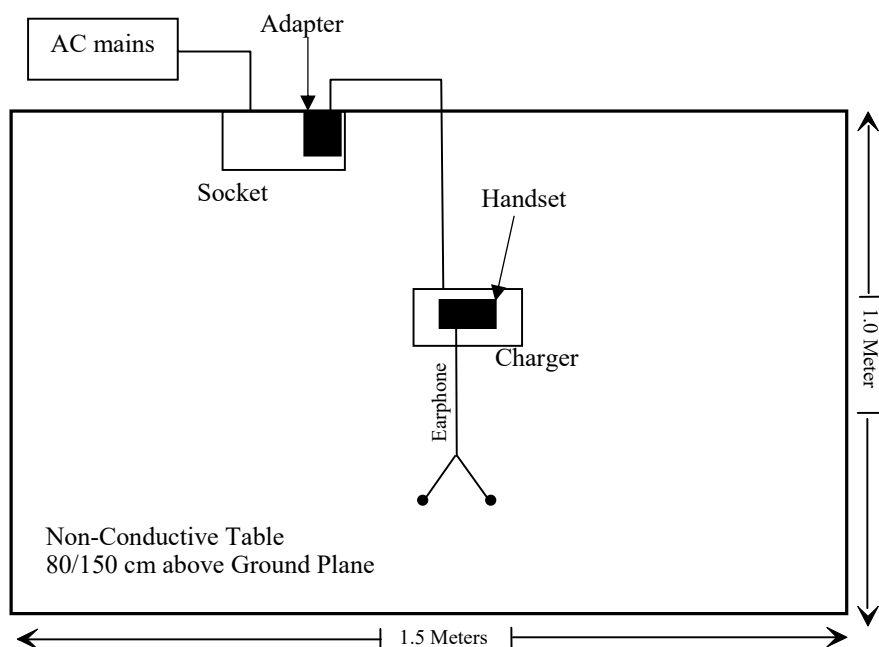 Adapter
AC mains
Socket
Handset
Charger
Earphone
1.0 Meter
Non-Conductive Table
80/150 cm above Ground Plane
1.5 Meters